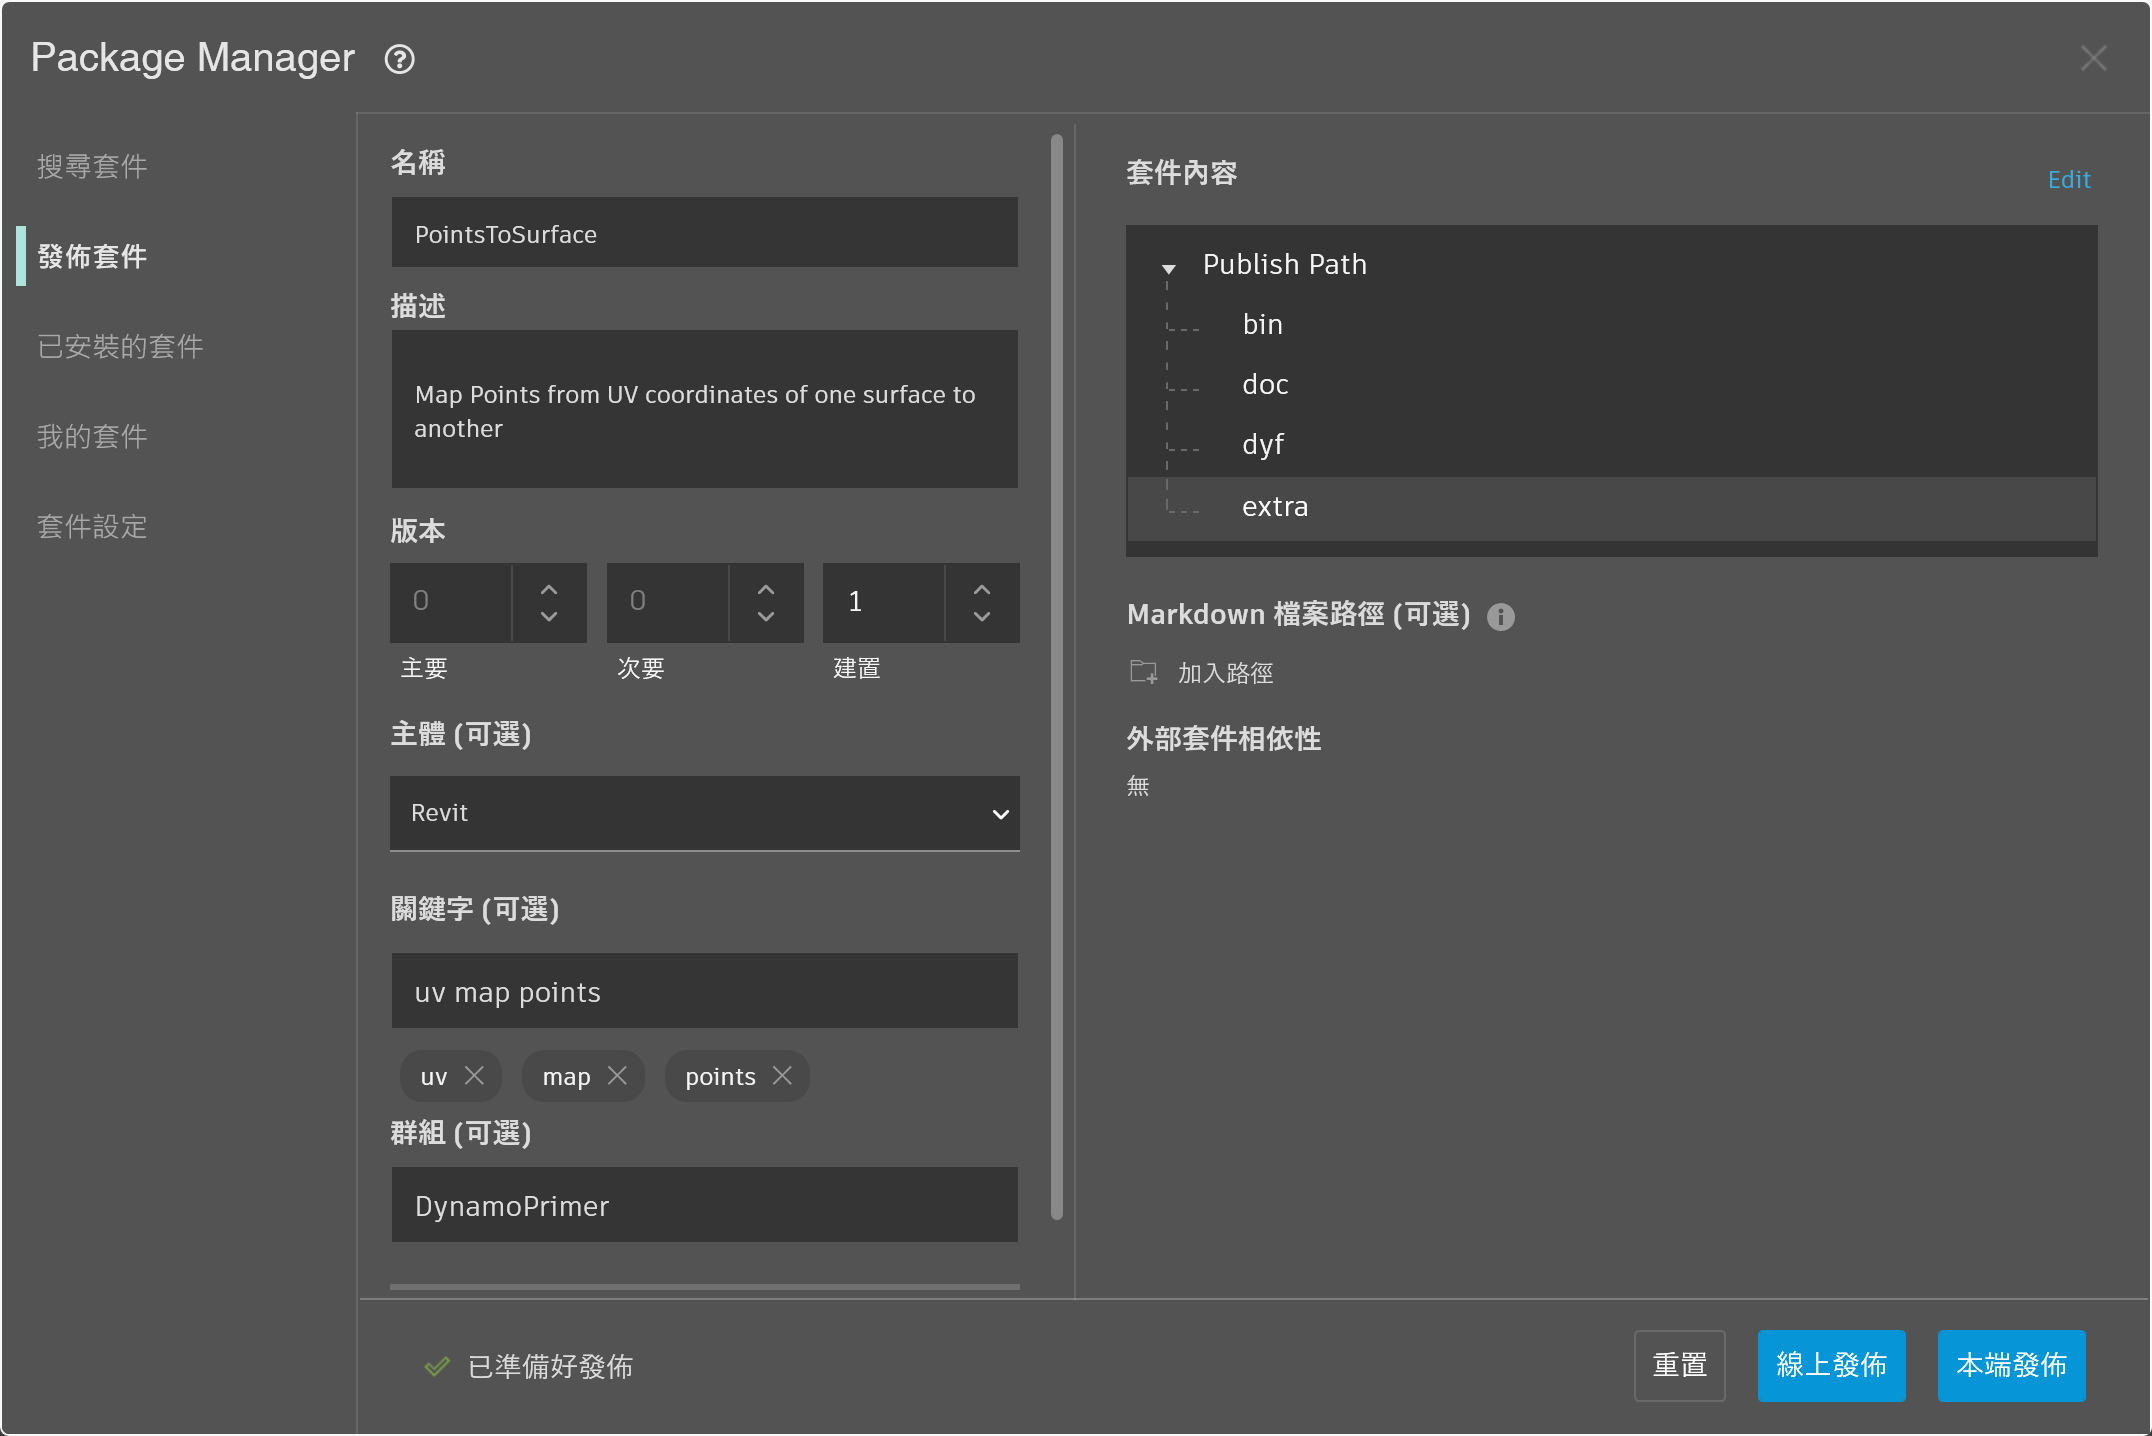 Package Manager
搜尋套件
發佈套件
已安裝的套件
我的套件
套件設定
名稱
PointsToSurface
描述
Map Points from UV coordinates of one surface to
another
版本
0 0 1
主要 次要 建置
主體 (可選)
Revit
關鍵字 (可選)
uv map points
uv map points
群組 (可選)
DynamoPrimer
套件內容 Edit
Publish Path
bin
doc
dyf
extra
Markdown 檔案路徑 (可選)
加入路徑
外部套件相依性
無
已準備好發佈
重置 線上發佈 本端發佈